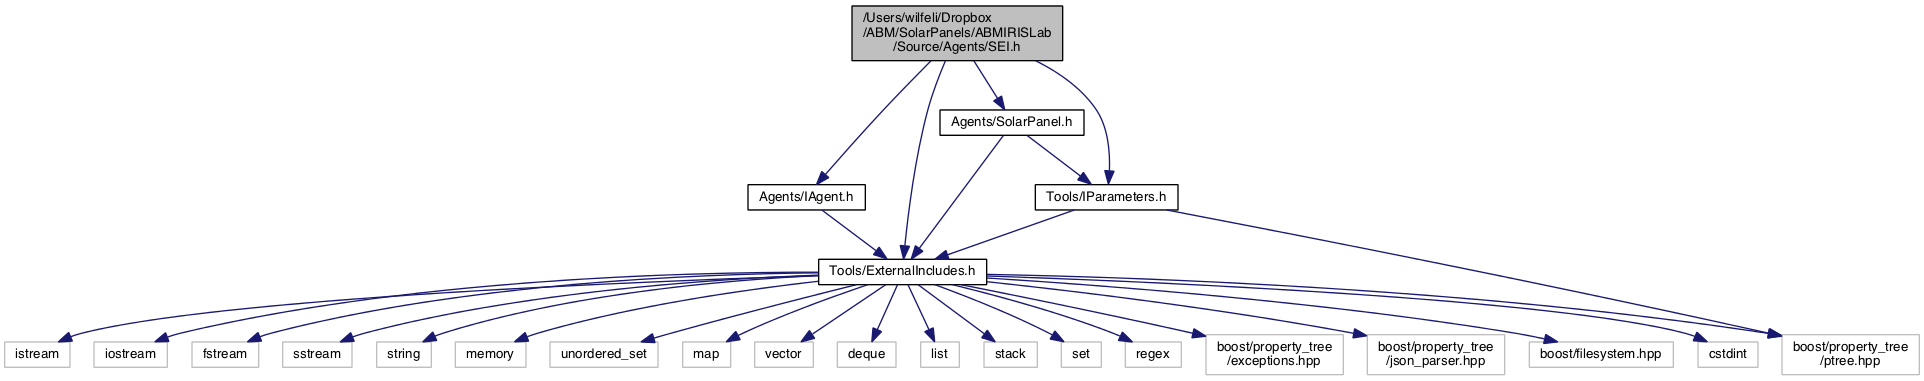 /Users/wilfeli/Dropbox
/ABM/SolarPanels/ABMIRISLab
/Source/Agents/SEI.h
Agents/SolarPanel.h
Agents/IAgent.h
Tools/IParameters.h
Tools/ExternalIncludes.h
istream
iostream
fstream
sstream
string
memory
unordered_set
map
vector
deque
list
stack
set
regex
boost/property_tree
/exceptions.hpp
boost/property_tree
/json_parser.hpp
boost/filesystem.hpp
cstdint
boost/property_tree
/ptree.hpp